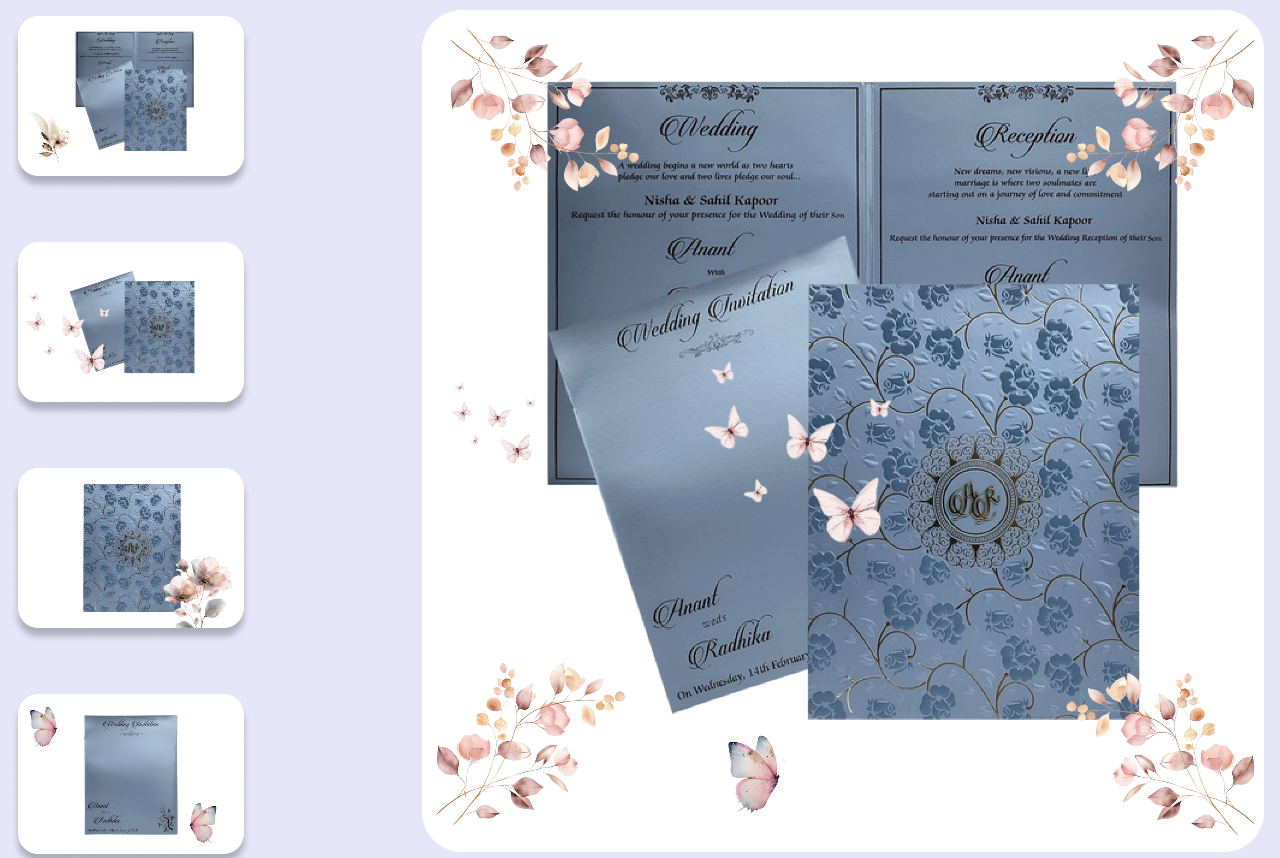 Wedding
A wedding begins a new world as two hearts
pledge our love and two lives pledge our soul...
Nisha & Sahil Kapoor
Request the honour of your presence for the Wedding of their Son
Anant
With
Reception
New dreams, new visions, a new
marriage is where two soulmates are
starting out on a journey of love and commitment
Nisha & Sahil Kapoor
Request the honour of your presence for the Wedding Reception of their Son
Anant
Wedding Invitation
Anant
weds
Radhika
On Wednesday, 14th February